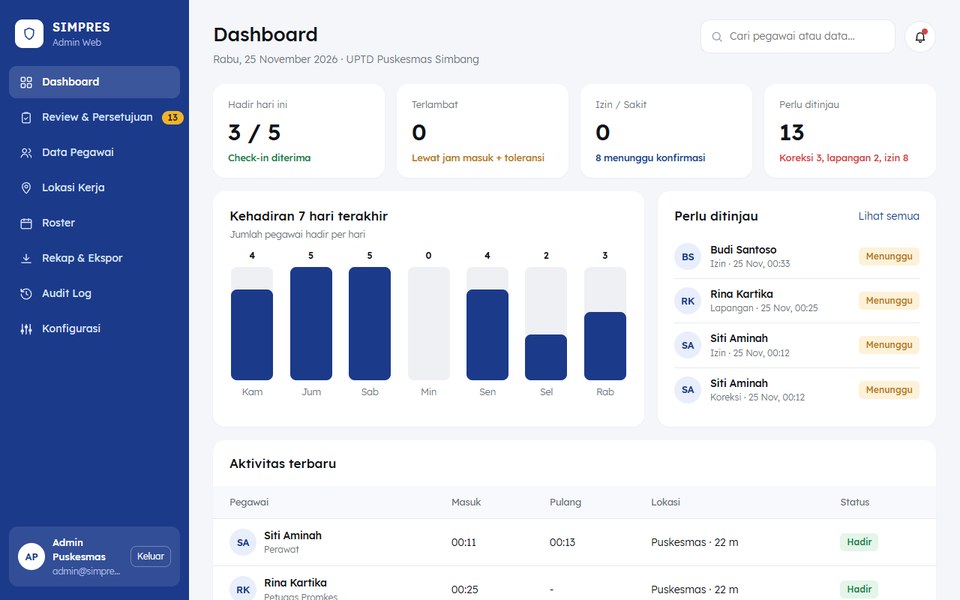 SIMPRES
Admin Web
Dashboard
Review & Persetujuan 13
Data Pegawai
Lokasi Kerja
Roster
Rekap & Ekspor
Audit Log
Konfigurasi
AP
Admin
Puskesmas
admin@simpre...
Keluar
Dashboard
Rabu, 25 November 2026 · UPTD Puskesmas Simbang
Cari pegawai atau data...
Hadir hari ini
3 / 5
Check-in diterima
Terlambat
0
Lewat jam masuk + toleransi
Izin / Sakit
0
8 menunggu konfirmasi
Perlu ditinjau
13
Koreksi 3, lapangan 2, izin 8
Kehadiran 7 hari terakhir
Jumlah pegawai hadir per hari
4 5 5 0 4 2 3
Kam Jum Sab Min Sen Sel Rab
Perlu ditinjau Lihat semua
BS Budi Santoso Menunggu
Izin · 25 Nov, 00:33
RK Rina Kartika Menunggu
Lapangan · 25 Nov, 00:25
SA Siti Aminah Menunggu
Izin · 25 Nov, 00:12
SA Siti Aminah Menunggu
Koreksi · 25 Nov, 00:12
Aktivitas terbaru
Pegawai Masuk Pulang Lokasi Status
SA Siti Aminah 00:11 00:13 Puskesmas · 22 m Hadir
Perawat
RK Rina Kartika 00:25 - Puskesmas · 22 m Hadir
Petugas Promkes